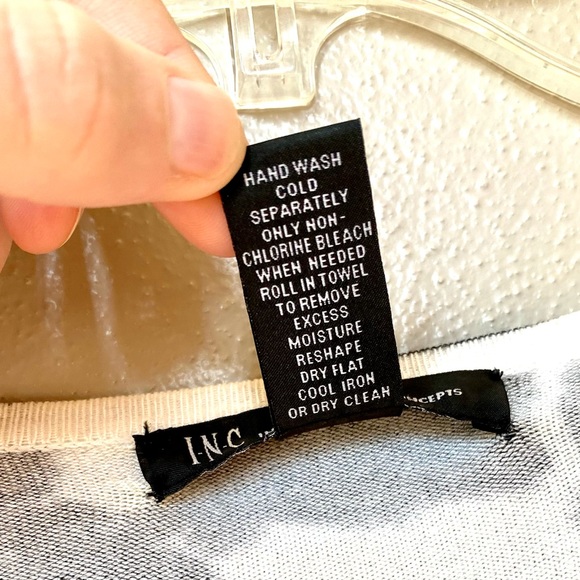 HAND WASH
COLD
SEPARATELY
ONLY NON-
CHLORINE BLEACH
WHEN NEEDED
ROLL IN TOWEL
TO REMOVE
EXCESS
MOISTURE
RESHAPE
DRY FLAT
COOL IRON
OR DRY CLEAN
I·N·C